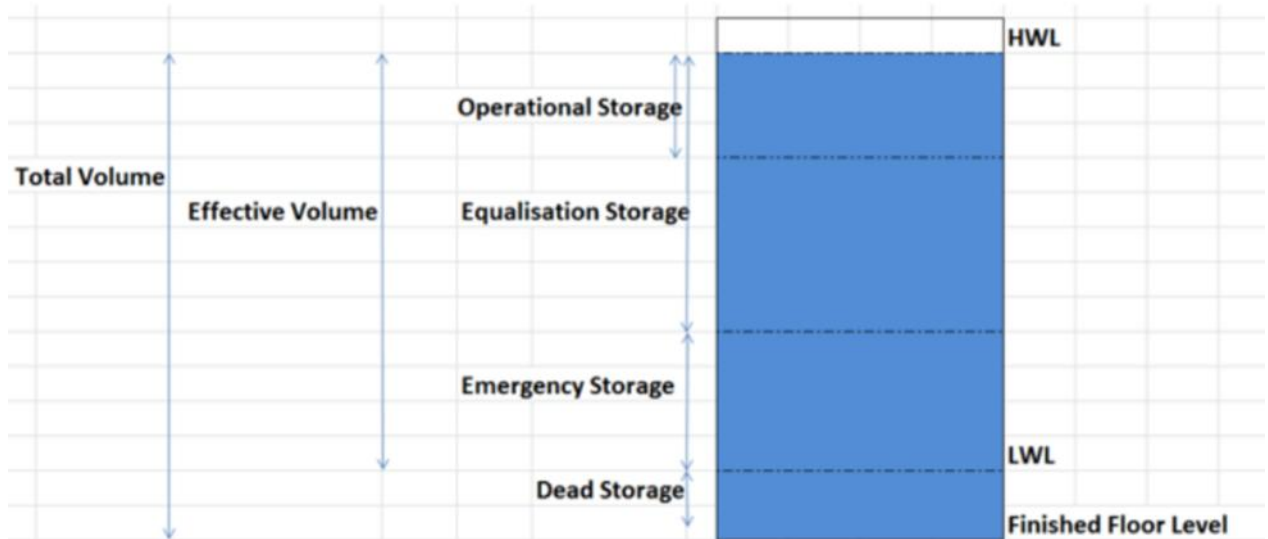 HWL
Operational Storage
Total Volume
Effective Volume
Equalisation Storage
Emergency Storage
LWL
Dead Storage
Finished Floor Level